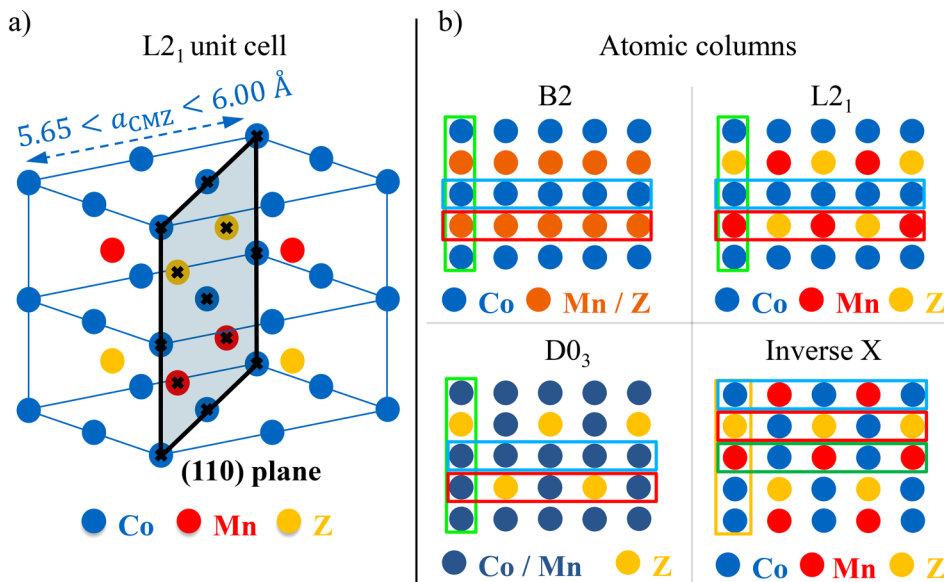 a)
L2₁ unit cell
5.65 < a_CMZ < 6.00 Å
(110) plane
Co Mn Z
b)
Atomic columns
B2
Co Mn / Z
L2₁
Co Mn Z
D0₃
Co / Mn Z
Inverse X
Co Mn Z